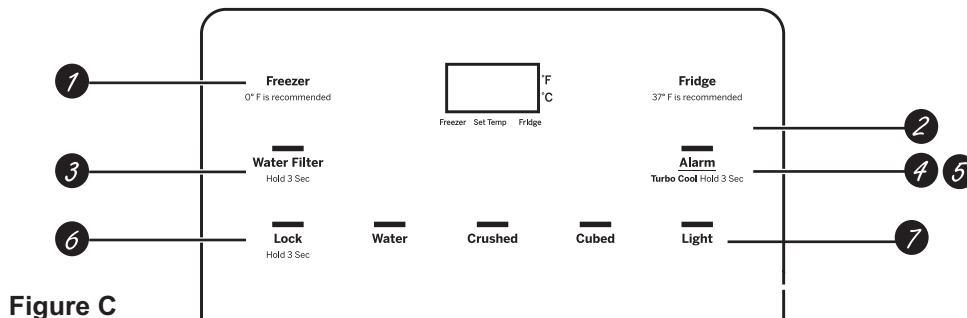 Freezer
0° F is recommended
°F
°C
Freezer Set Temp Fridge
Fridge
37° F is recommended
1
2
Water Filter
Hold 3 Sec
Alarm
Turbo Cool Hold 3 Sec
3
4 5
Lock
Hold 3 Sec
Water
Crushed
Cubed
Light
6
7
Figure C